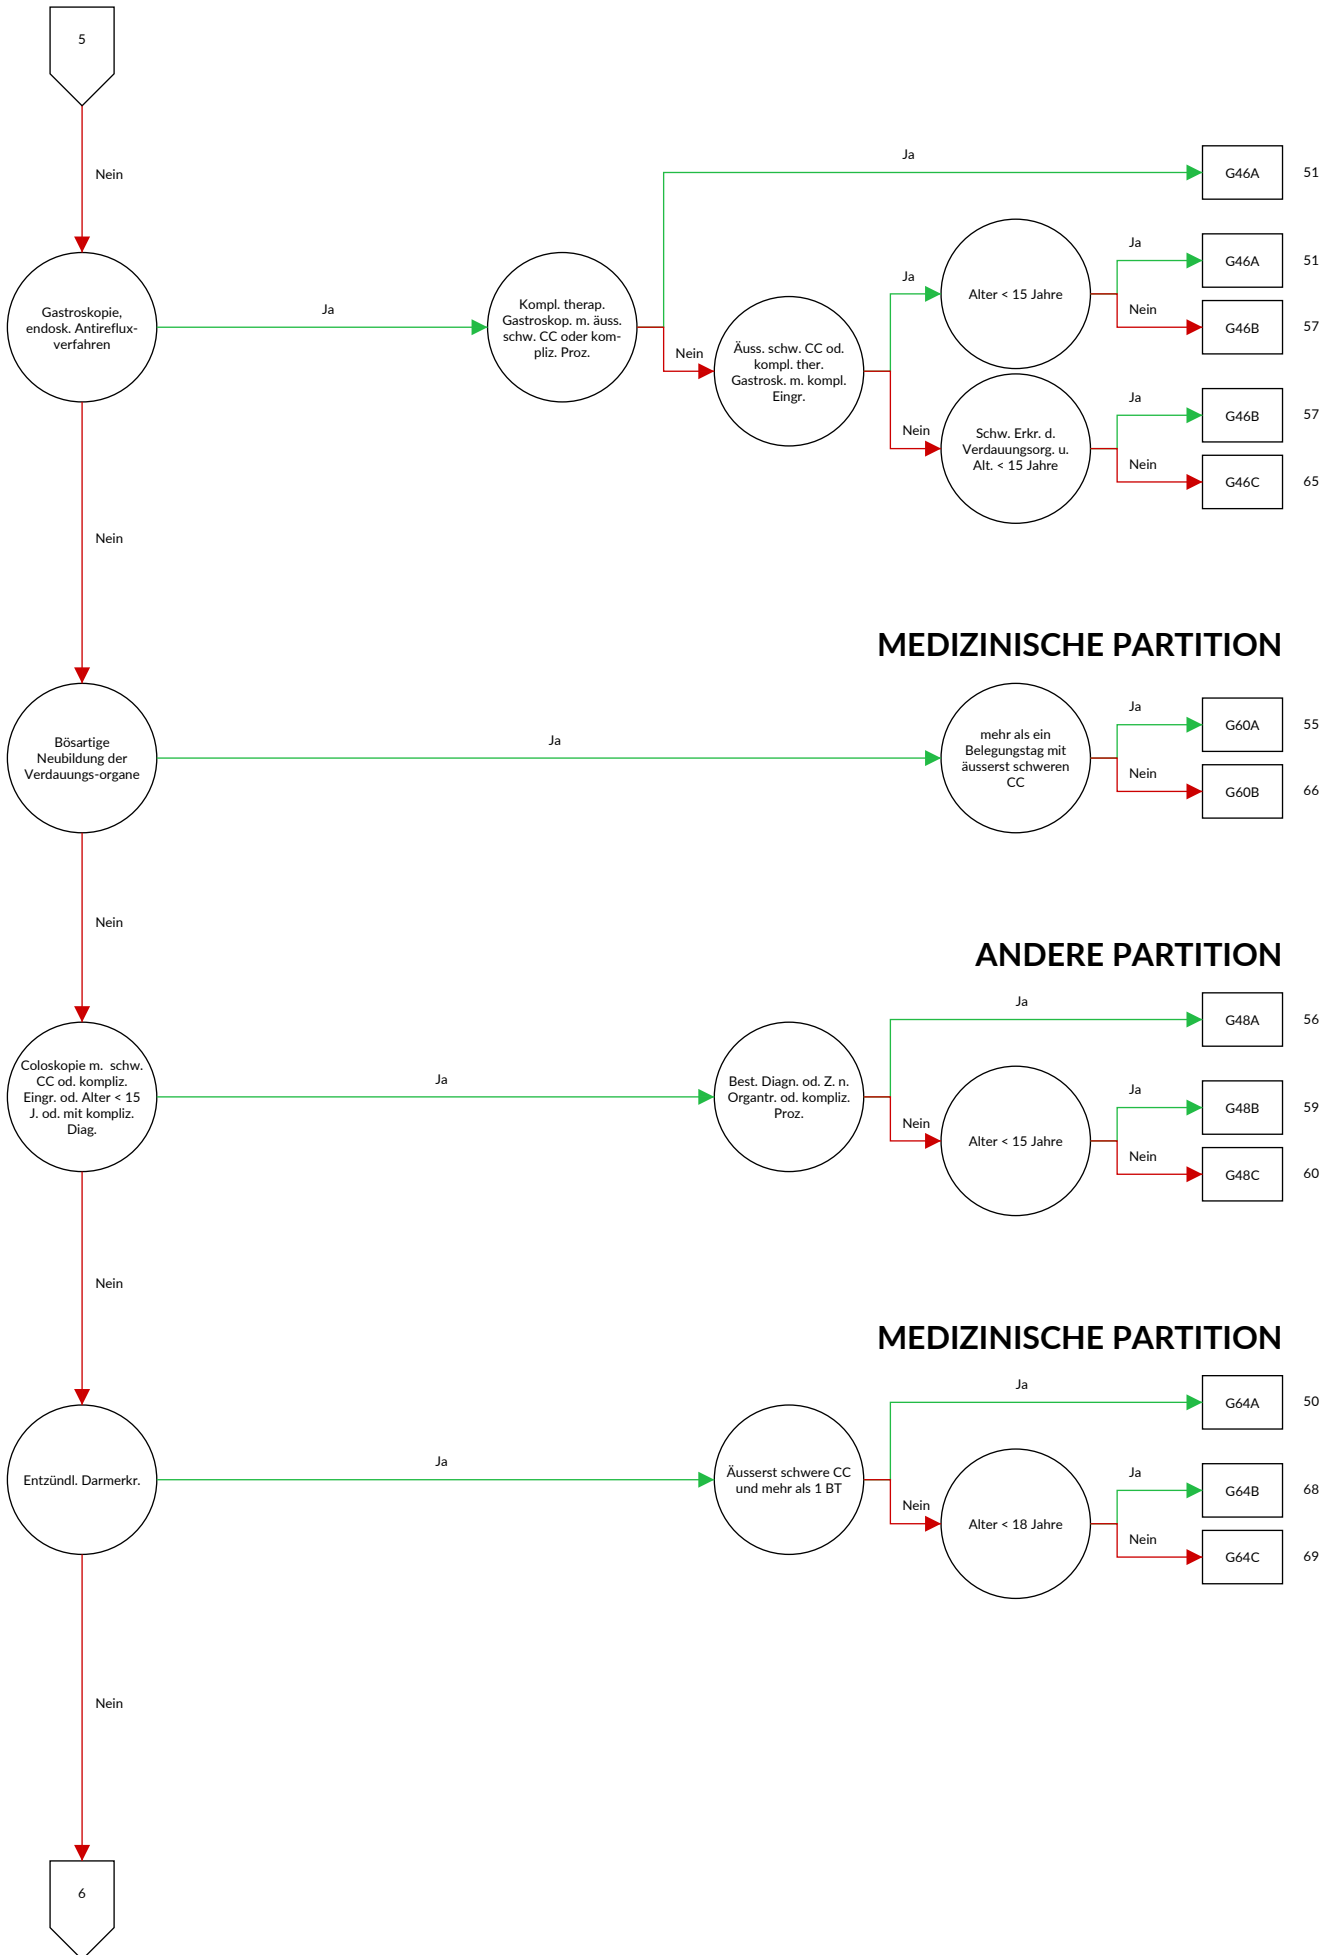 5
Nein
Gastroskopie,
endosk. Antireflux-
verfahren
Ja
Kompl. therap.
Gastroskop. m. äuss.
schw. CC oder kom-
pliz. Proz.
Ja
G46A
51
Nein
Äuss. schw. CC od.
kompl. ther.
Gastrosk. m. kompl.
Eingr.
Ja
Alter < 15 Jahre
Ja
G46A
51
Nein
G46B
57
Nein
Schw. Erkr. d.
Verdauungsorg. u.
Alt. < 15 Jahre
Ja
G46B
57
Nein
G46C
65
Nein
MEDIZINISCHE PARTITION
Bösartige
Neubildung der
Verdauungs-organe
Ja
mehr als ein
Belegungstag mit
äusserst schweren
CC
Ja
G60A
55
Nein
G60B
66
Nein
ANDERE PARTITION
Coloskopie m. schw.
CC od. kompliz.
Eingr. od. Alter < 15
J. od. mit kompliz.
Diag.
Ja
Best. Diagn. od. Z. n.
Organtr. od. kompliz.
Proz.
Ja
G48A
56
Nein
Alter < 15 Jahre
Ja
G48B
59
Nein
G48C
60
Nein
MEDIZINISCHE PARTITION
Entzündl. Darmerkr.
Ja
Äusserst schwere CC
und mehr als 1 BT
Ja
G64A
50
Nein
Alter < 18 Jahre
Ja
G64B
68
Nein
G64C
69
Nein
6